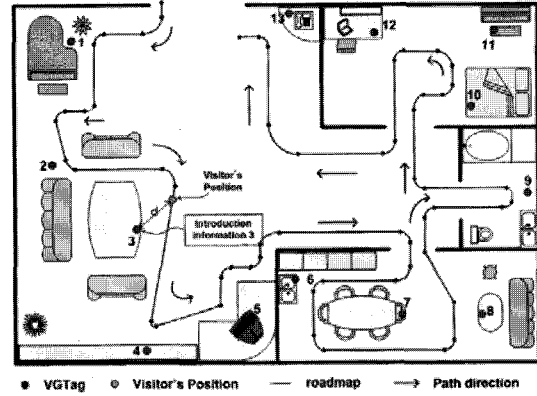 13
12
1
11
10
2
Visitor's
Position
9
d
Introduction
information 3
3
6
5
7
8
4
VGTag
Visitor's Position
roadmap
Path direction